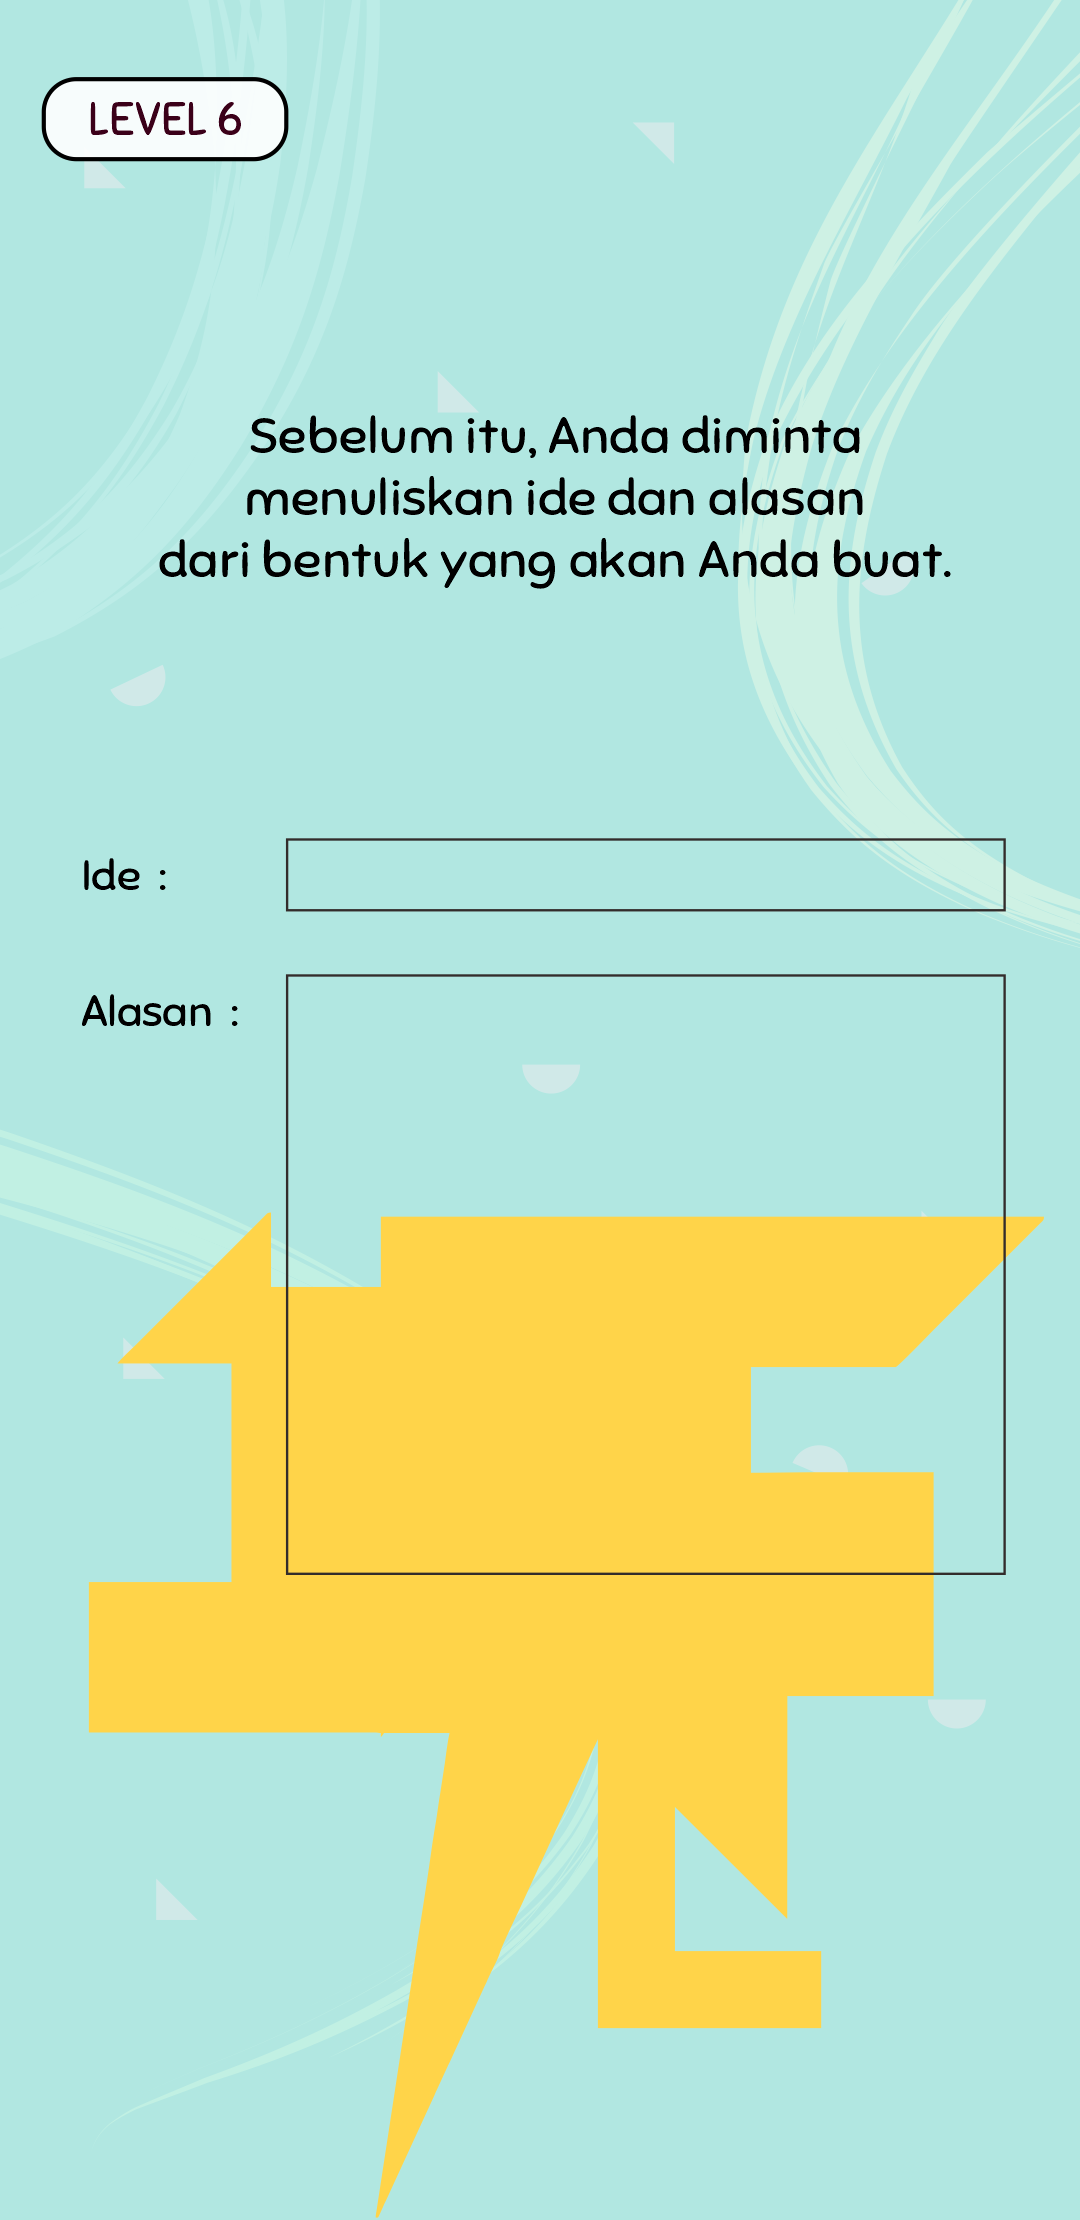 LEVEL 6
Sebelum itu, Anda diminta
menuliskan ide dan alasan
dari bentuk yang akan Anda buat.
Ide :
Alasan :